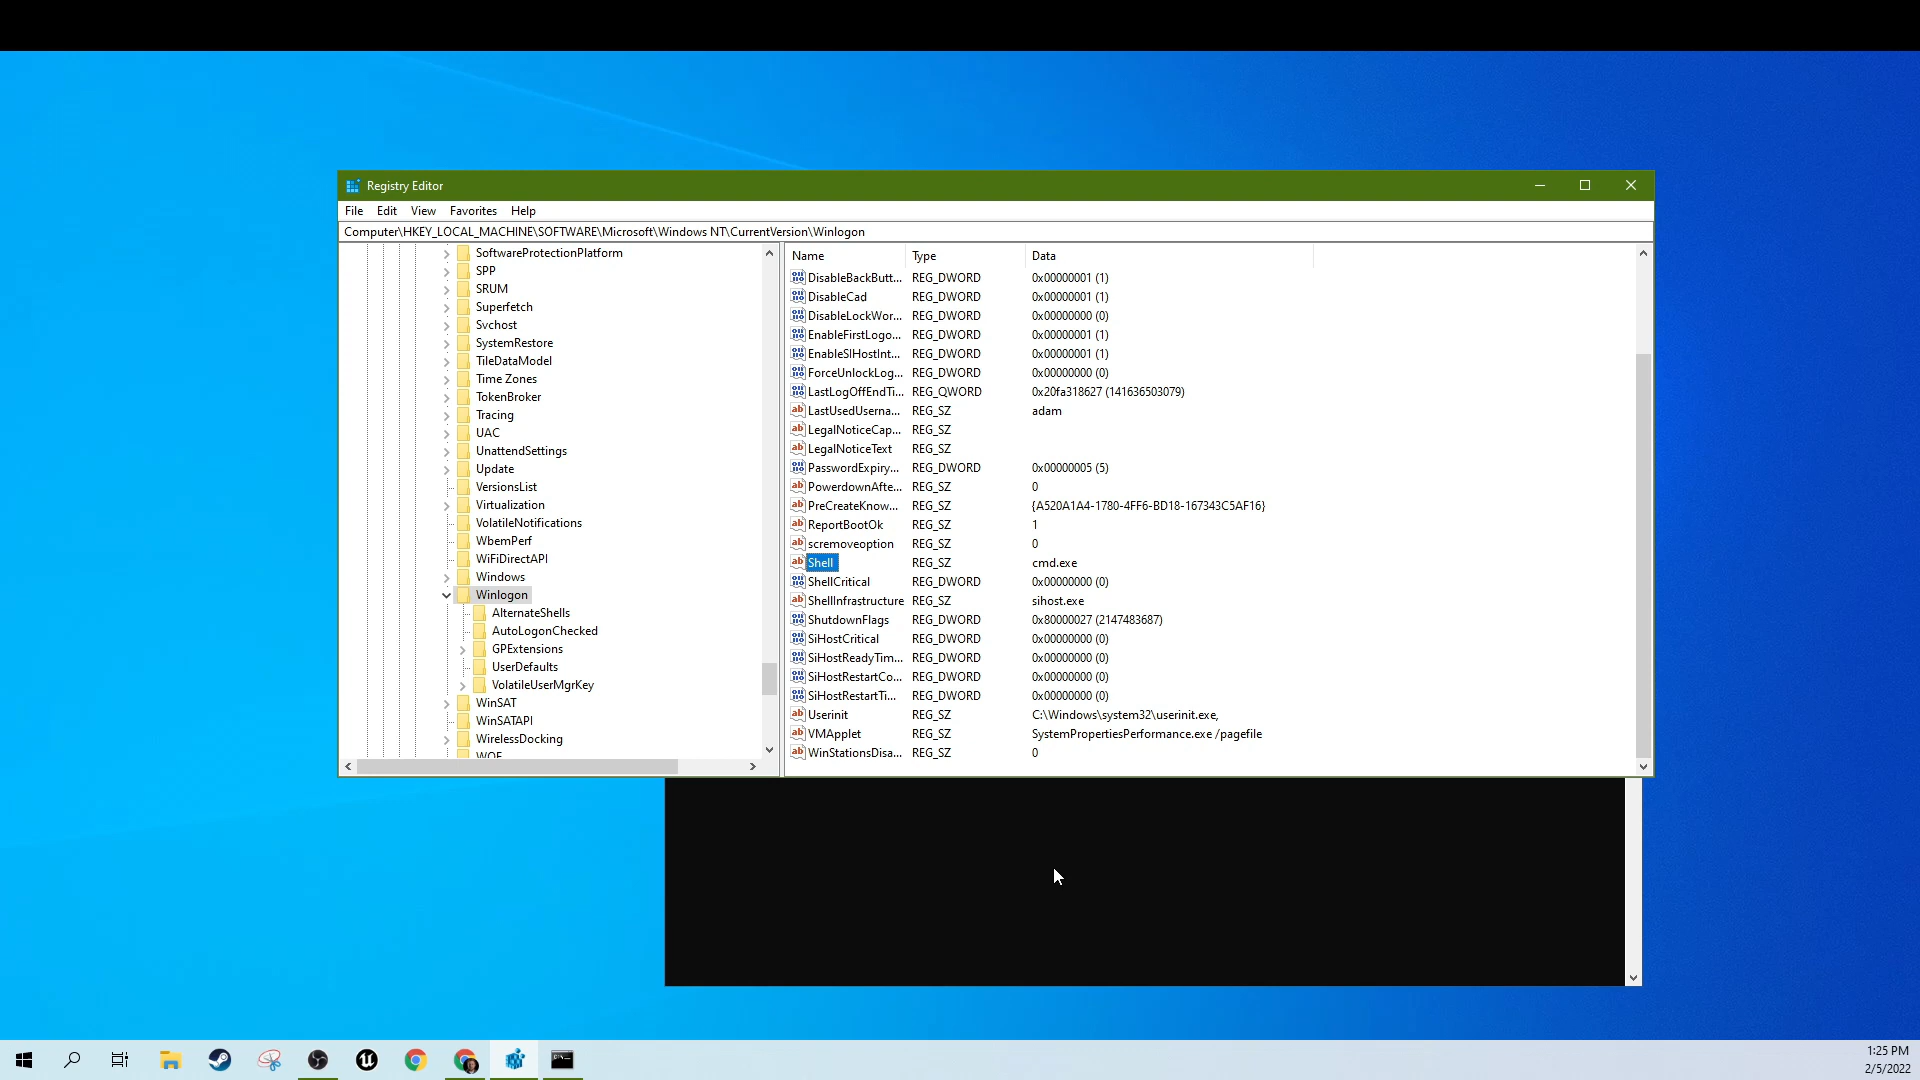 Registry Editor
File Edit View Favorites Help
Computer\HKEY_LOCAL_MACHINE\SOFTWARE\Microsoft\Windows NT\CurrentVersion\Winlogon
SoftwareProtectionPlatform
SPP
SRUM
Superfetch
Svchost
SystemRestore
TileDataModel
Time Zones
TokenBroker
Tracing
UAC
UnattendSettings
Update
VersionsList
Virtualization
VolatileNotifications
WbemPerf
WiFiDirectAPI
Windows
Winlogon
AlternateShells
AutoLogonChecked
GPExtensions
UserDefaults
VolatileUserMgrKey
WinSAT
WinSATAPI
WirelessDocking
WOF
Name Type Data
DisableBackButt... REG_DWORD 0x00000001 (1)
DisableCad REG_DWORD 0x00000001 (1)
DisableLockWor... REG_DWORD 0x00000000 (0)
EnableFirstLogo... REG_DWORD 0x00000001 (1)
EnableSIHostInt... REG_DWORD 0x00000001 (1)
ForceUnlockLog... REG_DWORD 0x00000000 (0)
LastLogOffEndTi... REG_QWORD 0x20fa318627 (141636503079)
LastUsedUserna... REG_SZ adam
LegalNoticeCap... REG_SZ
LegalNoticeText REG_SZ
PasswordExpiry... REG_DWORD 0x00000005 (5)
PowerdownAfte... REG_SZ 0
PreCreateKnow... REG_SZ {A520A1A4-1780-4FF6-BD18-167343C5AF16}
ReportBootOk REG_SZ 1
scremoveoption REG_SZ 0
Shell REG_SZ cmd.exe
ShellCritical REG_DWORD 0x00000000 (0)
ShellInfrastructure REG_SZ sihost.exe
ShutdownFlags REG_DWORD 0x80000027 (2147483687)
SiHostCritical REG_DWORD 0x00000000 (0)
SiHostReadyTim... REG_DWORD 0x00000000 (0)
SiHostRestartCo... REG_DWORD 0x00000000 (0)
SiHostRestartTi... REG_DWORD 0x00000000 (0)
Userinit REG_SZ C:\Windows\system32\userinit.exe,
VMApplet REG_SZ SystemPropertiesPerformance.exe /pagefile
WinStationsDisa... REG_SZ 0
1:25 PM
2/5/2022